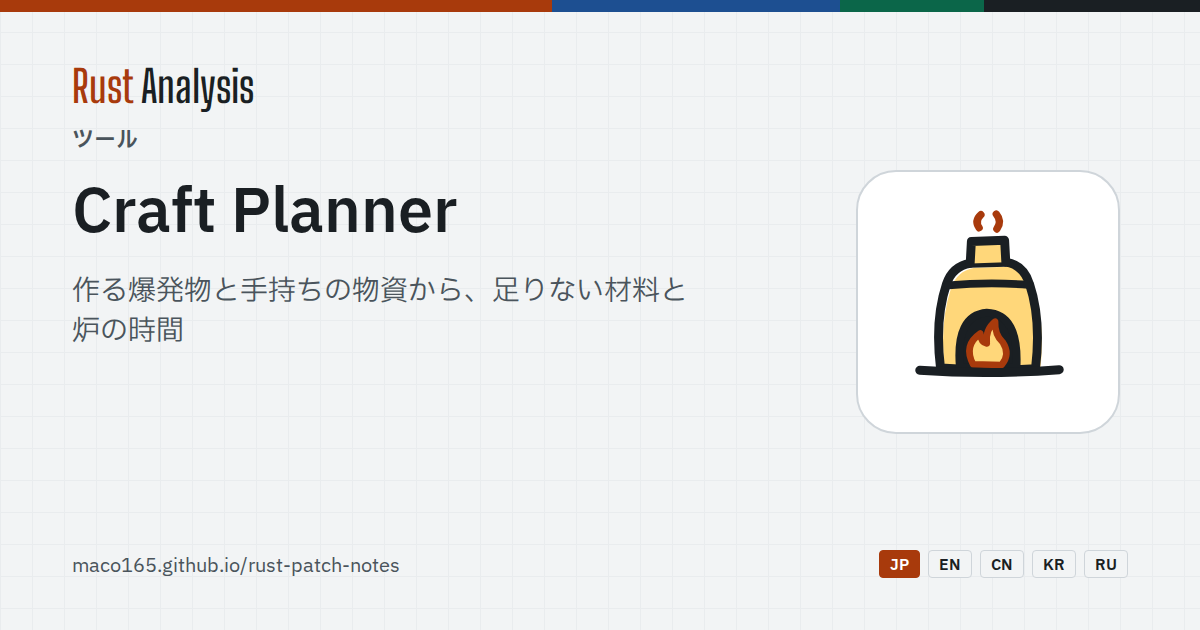 Rust Analysis
ツール
Craft Planner
作る爆発物と手持ちの物資から、足りない材料と
炉の時間
maco165.github.io/rust-patch-notes
JP EN CN KR RU